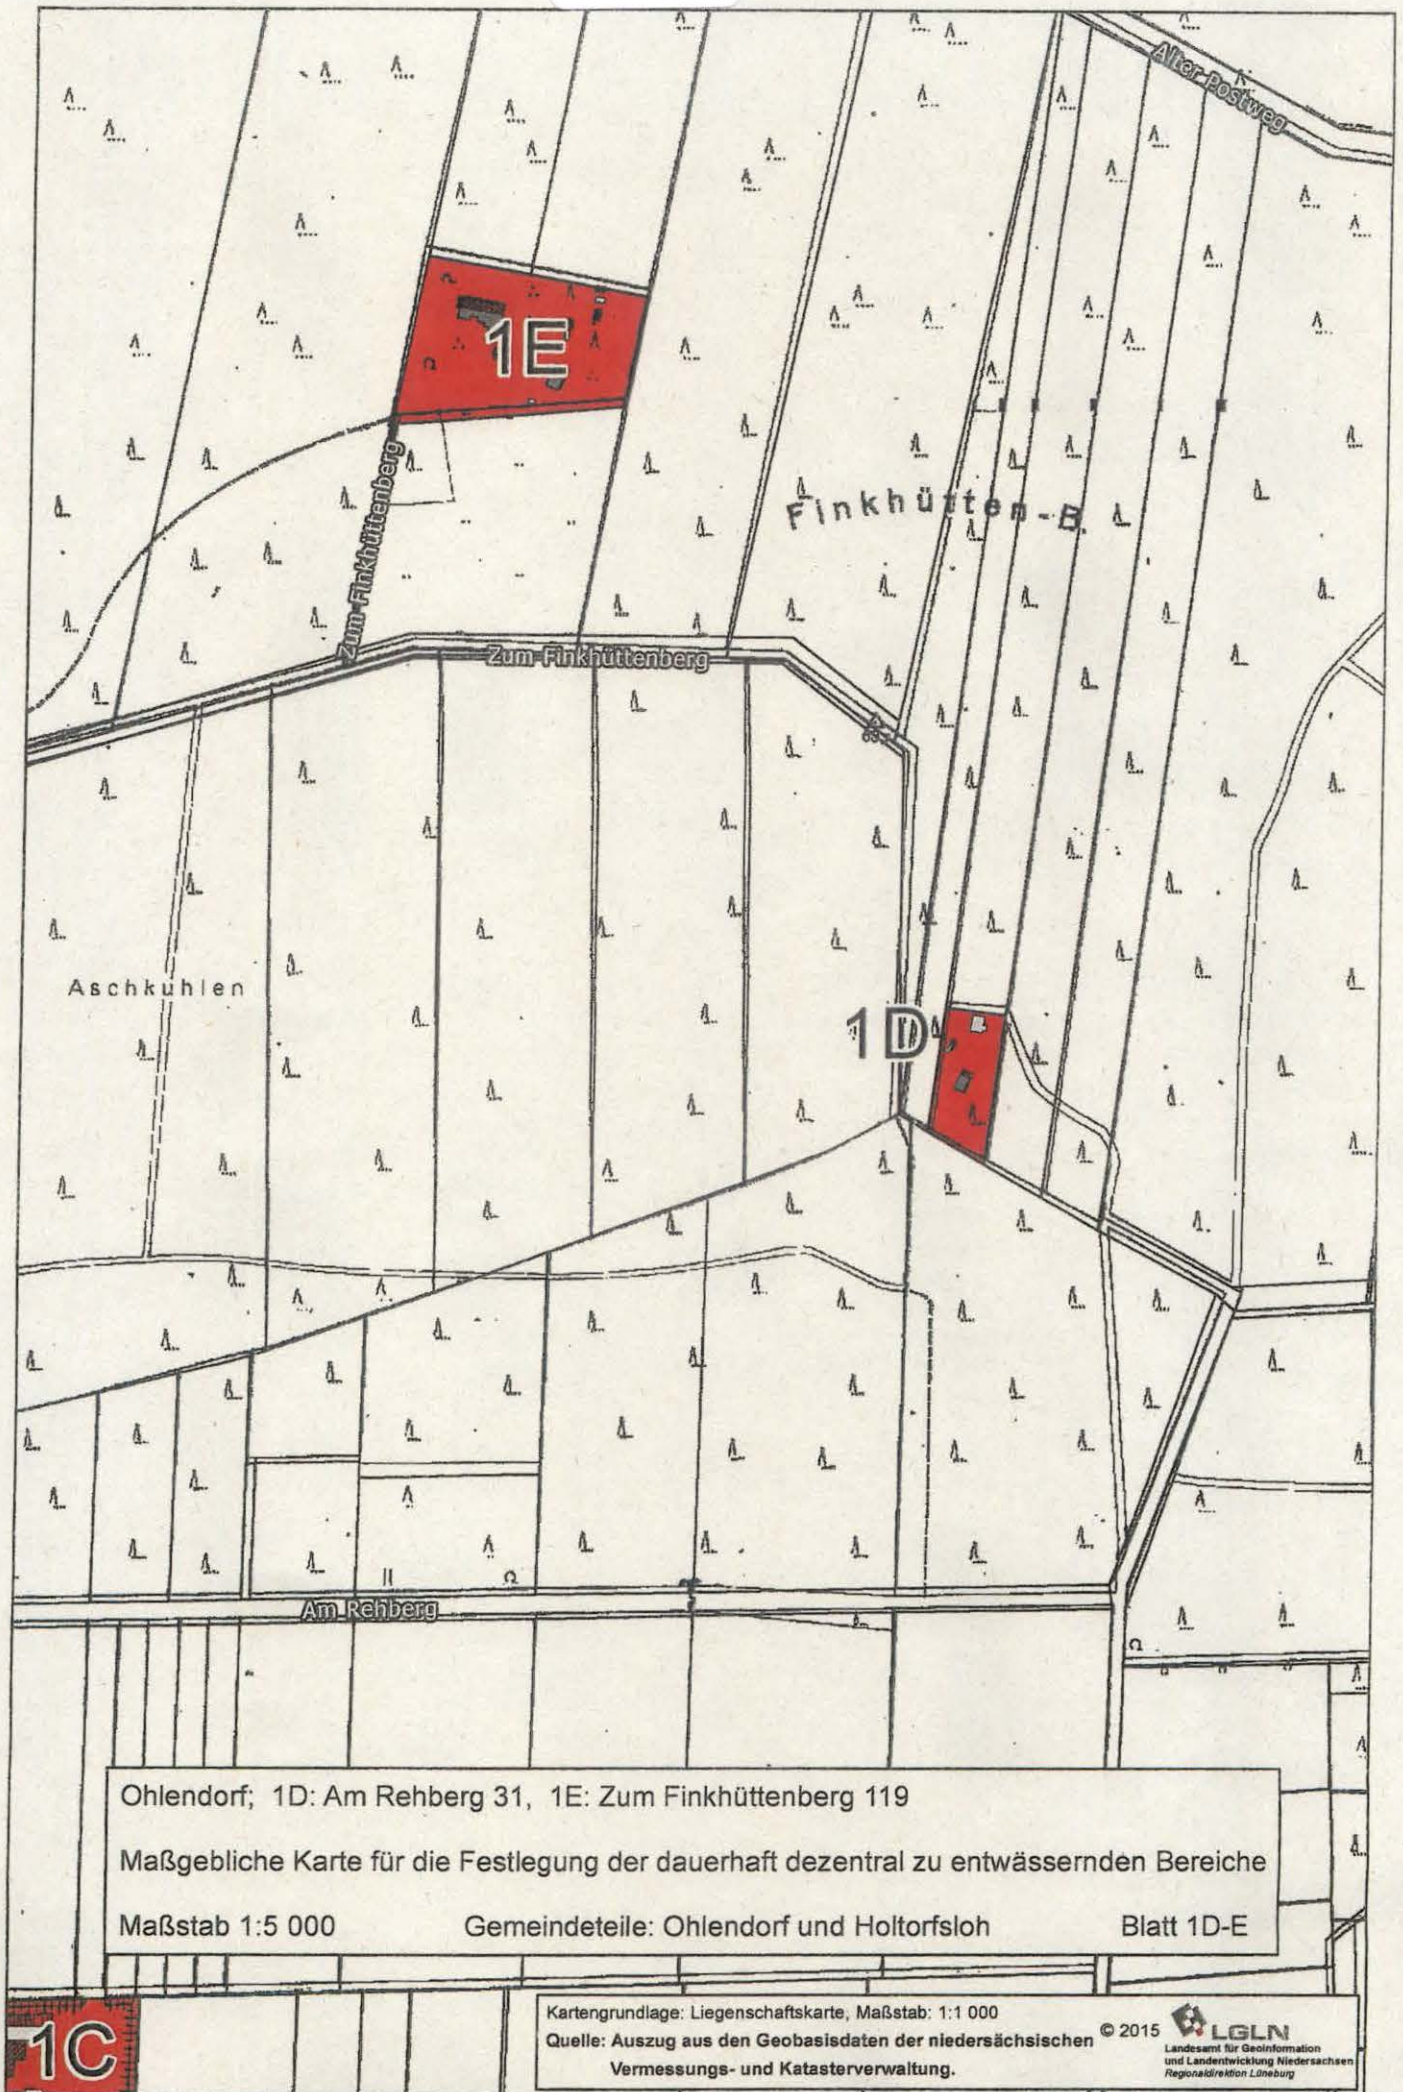 Alter Postweg
1E
Zum-Finkhüttenberg
Finkhütten-B.
Zum-Finkhüttenberg
Aschkuhlen
1D
Am Rehberg
Ohlendorf; 1D: Am Rehberg 31, 1E: Zum Finkhüttenberg 119
Maßgebliche Karte für die Festlegung der dauerhaft dezentral zu entwässernden Bereiche
Maßstab 1:5 000 Gemeindeteile: Ohlendorf und Holtorfsloh Blatt 1D-E
1C
Kartengrundlage: Liegenschaftskarte, Maßstab: 1:1 000
Quelle: Auszug aus den Geobasisdaten der niedersächsischen
Vermessungs- und Katasterverwaltung.
© 2015 LGLN
Landesamt für Geoinformation
und Landentwicklung Niedersachsen
Regionaldirektion Lüneburg